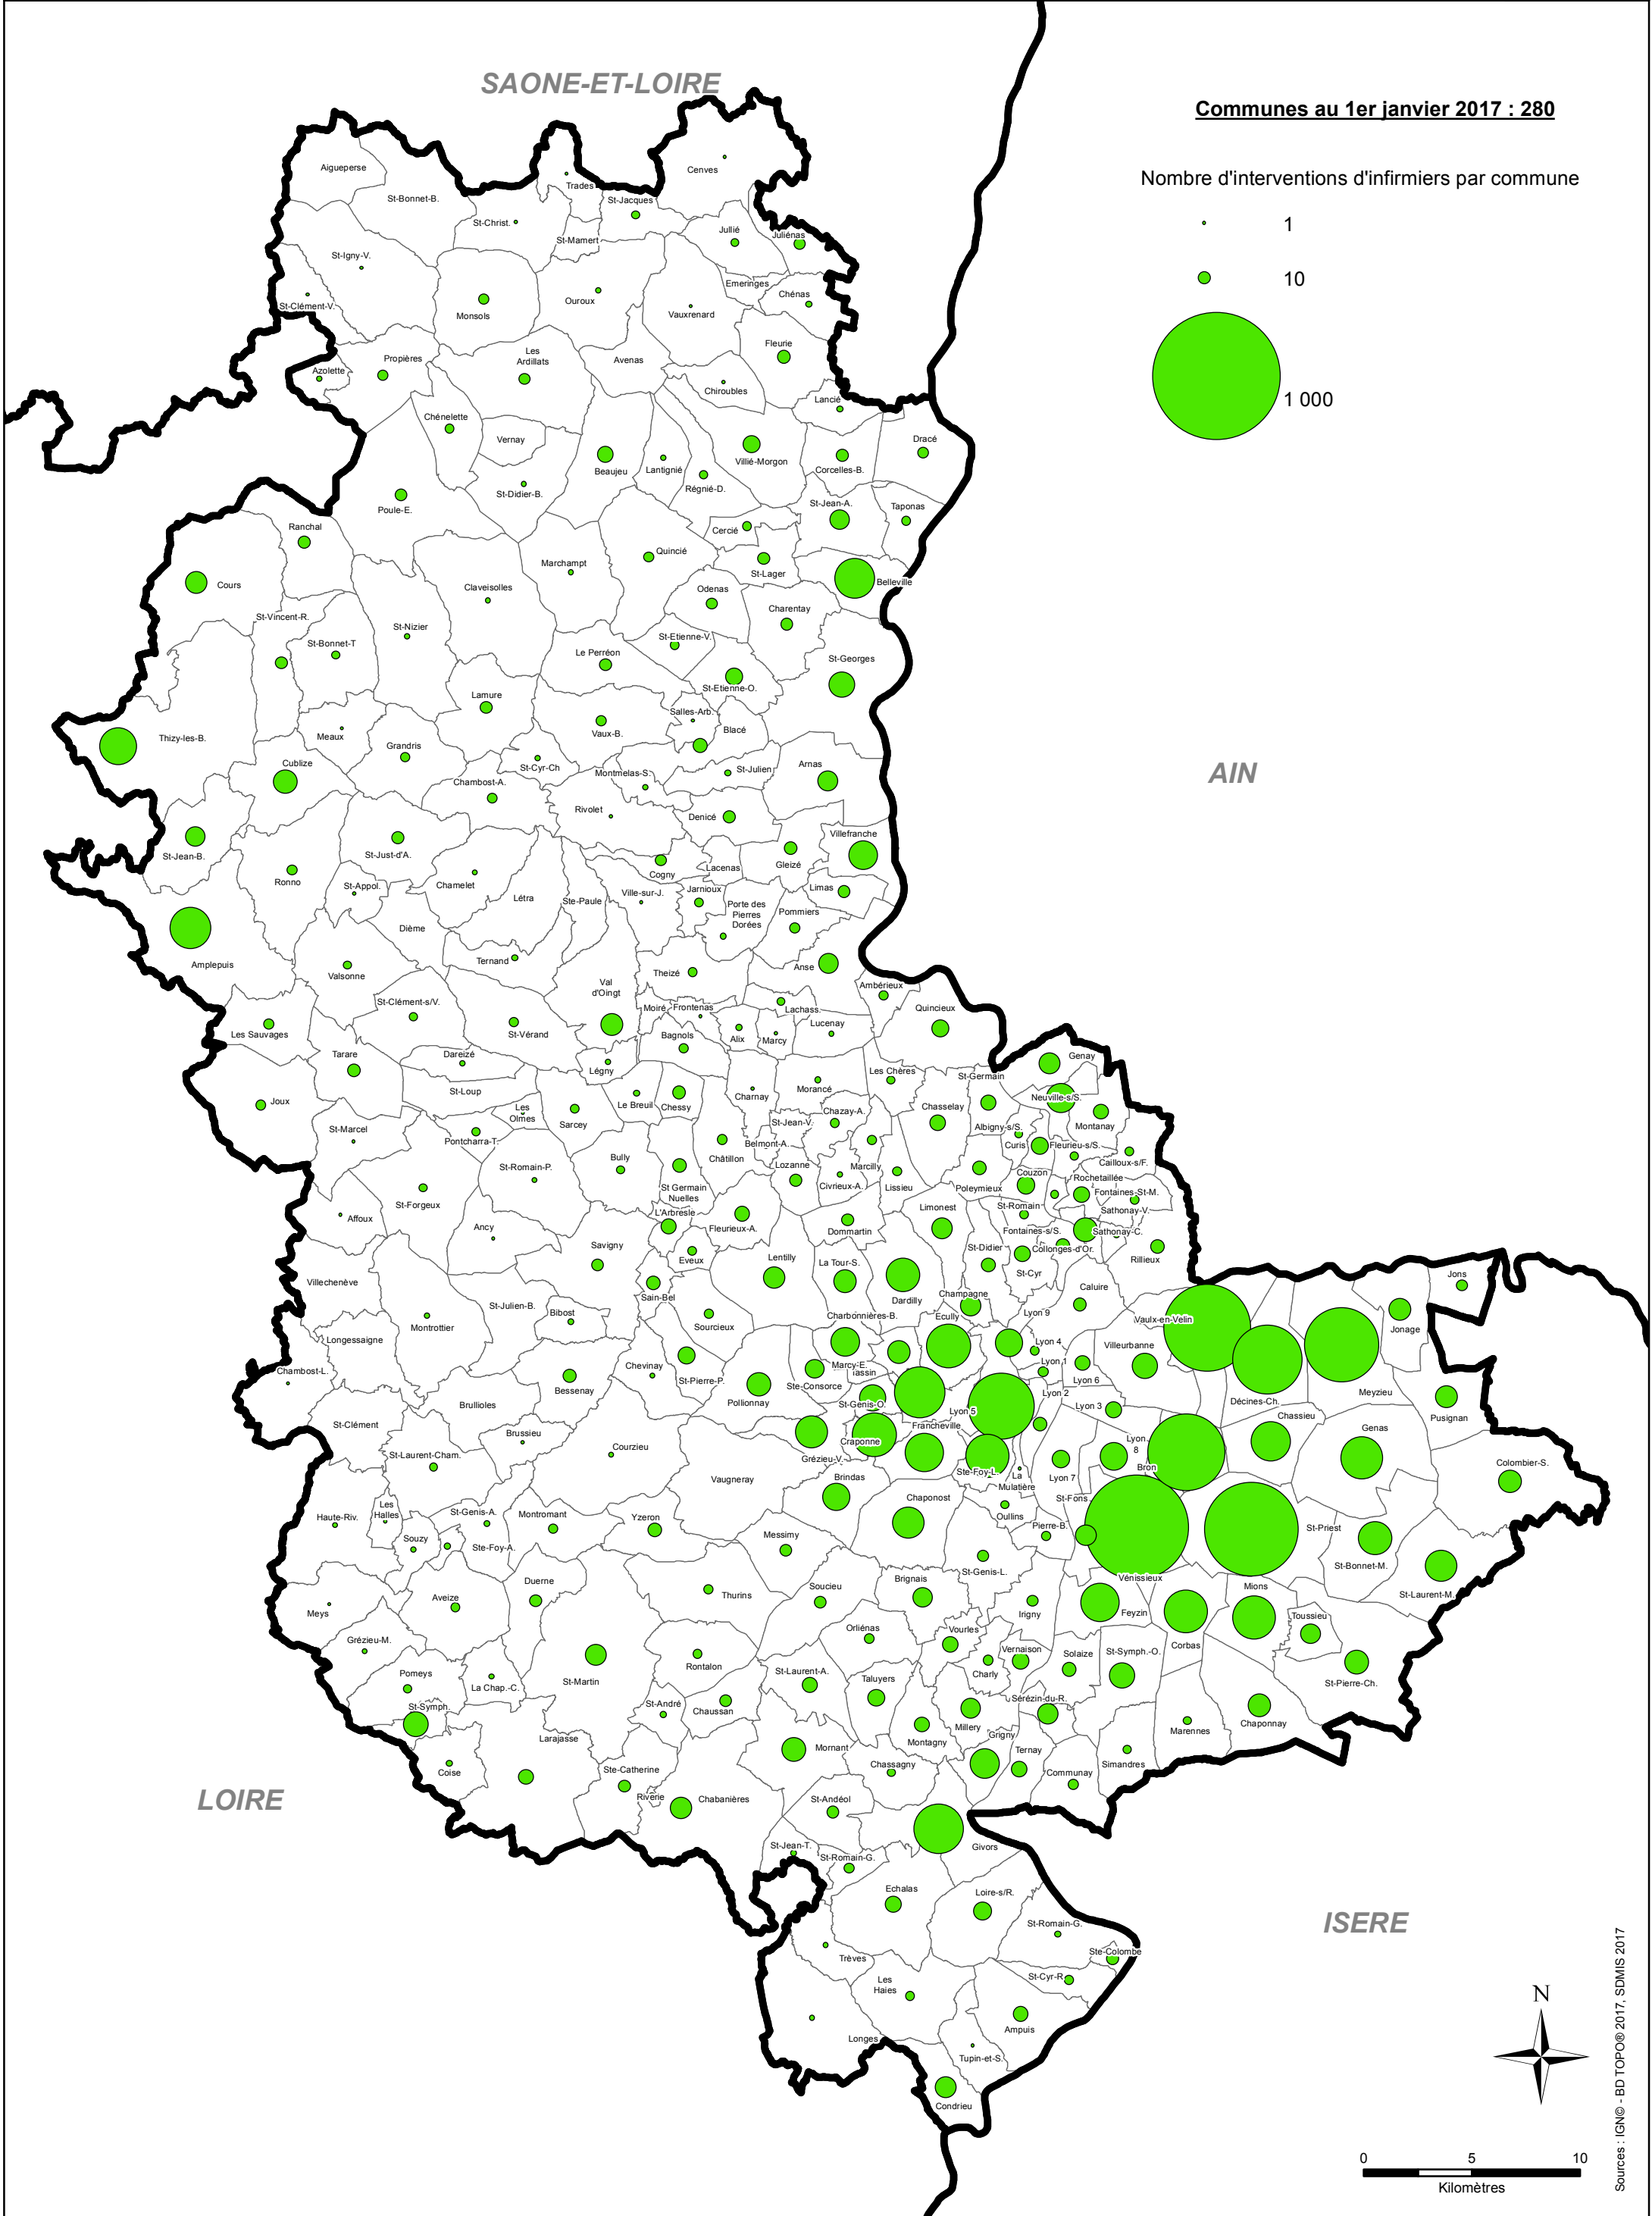 SAONE-ET-LOIRE
Communes au 1er janvier 2017 : 280
Nombre d'interventions d'infirmiers par commune
1
10
1 000
AIN
LOIRE
ISERE
Aigueperse
St-Bonnet-B.
Cenves
Trades
St-Jacques
St-Christ.
St-Mamert
Jullié
Juliénas
St-Igny-V.
Emeringes
Chénas
St-Clément-V.
Monsols
Ouroux
Vauxrenard
Fleurie
Azolette
Propières
Les
Ardillats
Avenas
Chiroubles
Lancié
Chénelette
Vernay
Beaujeu
Lantignié
Villié-Morgon
Corcelles-B.
Dracé
Régnié-D.
St-Didier-B.
Poule-E.
St-Jean-A.
Taponas
Ranchal
Cercié
Quincié
Marchampt
St-Lager
Belleville
Cours
Claveisolles
Odenas
Charentay
St-Vincent-R.
St-Nizier
St-Bonnet-T
St-Etienne-V.
Le Perréon
St-Georges
St-Etienne-O.
Lamure
Salles-Arb.
Thizy-les-B.
Meaux
Vaux-B.
Blacé
Grandris
Cublize
St-Cyr-Ch
Montmelas-S.
St-Julien
Arnas
Chambost-A.
Rivolet
Denicé
St-Jean-B.
Villefranche
St-Just-d'A.
Gleizé
Ronno
Cogny
Lacenas
St-Appol.
Chamelet
Létra
Ste-Paule
Ville-sur-J.
Jarnioux
Limas
Porte des
Pierres
Dorées
Pommiers
Dième
Amplepuis
Ternand
Valsonne
Theizé
Anse
Val
d'Oingt
Ambérieux
St-Clément-s/V.
Moiré
Frontenas
Lachass.
Quincieux
Les Sauvages
St-Vérand
Bagnols
Alix
Marcy
Lucenay
Tarare
Dareizé
Légny
Genay
St-Loup
Les Chères
St-Germain
Joux
Le Breuil
Chessy
Charnay
Morancé
Neuville-s/S.
Les
Olmes
Sarcey
Chazay-A.
Chasselay
Montanay
St-Marcel
Pontcharra-T.
St-Jean-V.
Albigny-s/S.
Belmont-A.
Curis
Fleurieu-s/S.
Châtillon
Cailloux-s/F.
St-Romain-P.
Bully
Lozanne
Marcilly
Couzon
Civrieux-A.
Lissieu
Poleymieux
Rochetaillée
St Germain
Nuelles
Fontaines-St-M.
St-Forgeux
Affoux
L'Arbresle
Fleurieux-A.
Limonest
St-Romain
Sathonay-V.
Ancy
Dommartin
Fontaines-s/S.
Sathonay-C.
Savigny
Eveux
Lentilly
La Tour-S.
St-Didier
Collonges-d'Or.
Rillieux
Villechenève
St-Cyr
Jons
Sain-Bel
Dardilly
Champagne
Caluire
St-Julien-B.
Bibost
Sourcieux
Charbonnières-B.
Lyon 9
Jonage
Montrottier
Ecully
Vaulx-en-Velin
Longessaigne
Lyon 4
Villeurbanne
Chambost-L.
Chevinay
Marcy-E.
Tassin
Lyon 1
St-Pierre-P.
Ste-Consorce
Lyon 6
Meyzieu
Bessenay
Pollionnay
Lyon 2
Décines-Ch.
Brullioles
St-Genis-O.
Lyon 5
Lyon 3
Chassieu
Pusignan
St-Clément
Francheville
Genas
Brussieu
Craponne
Lyon
8
St-Laurent-Cham.
Courzieu
Grézieu-V.
Bron
Colombier-S.
Vaugneray
Brindas
Ste-Foy-L.
La
Mulatière
Lyon 7
Les
Halles
Chaponost
St-Fons
Haute-Riv.
St-Genis-A.
Montromant
Yzeron
Oullins
Souzy
Ste-Foy-A.
Messimy
Pierre-B.
St-Priest
St-Bonnet-M.
St-Genis-L.
Duerne
Vénissieux
Thurins
Soucieu
Brignais
Mions
St-Laurent-M.
Aveize
Meys
Irigny
Feyzin
Toussieu
Orliénas
Vourles
Grézieu-M.
Vernaison
Corbas
Rontalon
Solaize
St-Symph.-O.
Pomeys
La Chap.-C.
St-Martin
St-Laurent-A.
Taluyers
Charly
St-Pierre-Ch.
St-Symph.
St-André
Chaussan
Sérézin-du-R.
Chaponnay
Larajasse
Millery
Marennes
Mornant
Montagny
Grigny
Ternay
Coise
Chassagny
Simandres
Ste-Catherine
Communay
Riverie
Chabanières
St-Andéol
Givors
St-Jean-T.
St-Romain-G.
Echalas
Loire-s/R.
St-Romain-G.
Ste-Colombe
Trèves
St-Cyr-R.
Les
Haies
Ampuis
Longes
Tupin-et-S.
Condrieu
N
0 5 10
Kilomètres
Sources : IGN© - BD TOPO® 2017, SDMIS 2017